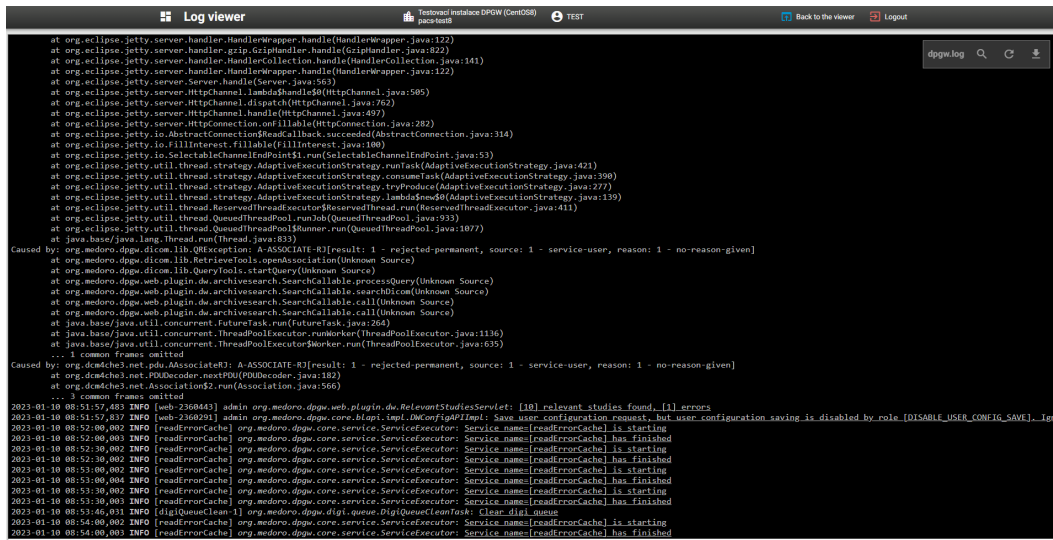 Log viewer
Testovací instalace DPGW (CentOS8)
pacs-test8
TEST
Back to the viewer
Logout
dpgw.log
at org.eclipse.jetty.server.handler.HandlerWrapper.handle(HandlerWrapper.java:122)
at org.eclipse.jetty.server.handler.gzip.GzipHandler.handle(GzipHandler.java:822)
at org.eclipse.jetty.server.handler.HandlerCollection.handle(HandlerCollection.java:141)
at org.eclipse.jetty.server.handler.HandlerWrapper.handle(HandlerWrapper.java:122)
at org.eclipse.jetty.server.Server.handle(Server.java:563)
at org.eclipse.jetty.server.HttpChannel.lambda$handle$0(HttpChannel.java:505)
at org.eclipse.jetty.server.HttpChannel.dispatch(HttpChannel.java:762)
at org.eclipse.jetty.server.HttpChannel.handle(HttpChannel.java:497)
at org.eclipse.jetty.server.HttpConnection.onFillable(HttpConnection.java:282)
at org.eclipse.jetty.io.AbstractConnection$ReadCallback.succeeded(AbstractConnection.java:314)
at org.eclipse.jetty.io.FillInterest.fillable(FillInterest.java:100)
at org.eclipse.jetty.io.SelectableChannelEndPoint$1.run(SelectableChannelEndPoint.java:53)
at org.eclipse.jetty.util.thread.strategy.AdaptiveExecutionStrategy.runTask(AdaptiveExecutionStrategy.java:421)
at org.eclipse.jetty.util.thread.strategy.AdaptiveExecutionStrategy.consumeTask(AdaptiveExecutionStrategy.java:390)
at org.eclipse.jetty.util.thread.strategy.AdaptiveExecutionStrategy.tryProduce(AdaptiveExecutionStrategy.java:277)
at org.eclipse.jetty.util.thread.strategy.AdaptiveExecutionStrategy.lambda$new$0(AdaptiveExecutionStrategy.java:139)
at org.eclipse.jetty.util.thread.ReservedThreadExecutor$ReservedThread.run(ReservedThreadExecutor.java:411)
at org.eclipse.jetty.util.thread.QueuedThreadPool.runJob(QueuedThreadPool.java:933)
at org.eclipse.jetty.util.thread.QueuedThreadPool$Runner.run(QueuedThreadPool.java:1077)
at java.base/java.lang.Thread.run(Thread.java:833)
Caused by: org.medoro.dpgw.dicom.lib.QRException: A-ASSOCIATE-RJ[result: 1 - rejected-permanent, source: 1 - service-user, reason: 1 - no-reason-given]
at org.medoro.dpgw.dicom.lib.RetrieveTools.openAssociation(Unknown Source)
at org.medoro.dpgw.dicom.lib.QueryTools.startQuery(Unknown Source)
at org.medoro.dpgw.web.plugin.dw.archivesearch.SearchCallable.processQuery(Unknown Source)
at org.medoro.dpgw.web.plugin.dw.archivesearch.SearchCallable.searchDicom(Unknown Source)
at org.medoro.dpgw.web.plugin.dw.archivesearch.SearchCallable.call(Unknown Source)
at org.medoro.dpgw.web.plugin.dw.archivesearch.SearchCallable.call(Unknown Source)
at java.base/java.util.concurrent.FutureTask.run(FutureTask.java:264)
at java.base/java.util.concurrent.ThreadPoolExecutor.runWorker(ThreadPoolExecutor.java:1136)
at java.base/java.util.concurrent.ThreadPoolExecutor$Worker.run(ThreadPoolExecutor.java:635)
... 1 common frames omitted
Caused by: org.dcm4che3.net.pdu.AAssociateRJ: A-ASSOCIATE-RJ[result: 1 - rejected-permanent, source: 1 - service-user, reason: 1 - no-reason-given]
at org.dcm4che3.net.PDUDecoder.nextPDU(PDUDecoder.java:182)
at org.dcm4che3.net.Association$2.run(Association.java:566)
... 3 common frames omitted
2023-01-10 08:51:57,483 INFO [web-2360443] admin org.medoro.dpgw.web.plugin.dw.RelevantStudiesServlet: [10] relevant studies found, [1] errors
2023-01-10 08:51:57,837 INFO [web-2360291] admin org.medoro.dpgw.core.blapi.impl.DWConfigAPIImpl: Save user configuration request, but user configuration saving is disabled by role [DISABLE_USER_CONFIG_SAVE]. Ign
2023-01-10 08:52:00,002 INFO [readErrorCache] org.medoro.dpgw.core.service.ServiceExecutor: Service name=[readErrorCache] is starting
2023-01-10 08:52:00,003 INFO [readErrorCache] org.medoro.dpgw.core.service.ServiceExecutor: Service name=[readErrorCache] has finished
2023-01-10 08:52:30,002 INFO [readErrorCache] org.medoro.dpgw.core.service.ServiceExecutor: Service name=[readErrorCache] is starting
2023-01-10 08:52:30,002 INFO [readErrorCache] org.medoro.dpgw.core.service.ServiceExecutor: Service name=[readErrorCache] has finished
2023-01-10 08:53:00,002 INFO [readErrorCache] org.medoro.dpgw.core.service.ServiceExecutor: Service name=[readErrorCache] is starting
2023-01-10 08:53:00,004 INFO [readErrorCache] org.medoro.dpgw.core.service.ServiceExecutor: Service name=[readErrorCache] has finished
2023-01-10 08:53:30,002 INFO [readErrorCache] org.medoro.dpgw.core.service.ServiceExecutor: Service name=[readErrorCache] is starting
2023-01-10 08:53:30,003 INFO [readErrorCache] org.medoro.dpgw.core.service.ServiceExecutor: Service name=[readErrorCache] has finished
2023-01-10 08:53:46,031 INFO [digiQueueClean-1] org.medoro.dpgw.digi.queue.DigiQueueCleanTask: Clear digi queue
2023-01-10 08:54:00,002 INFO [readErrorCache] org.medoro.dpgw.core.service.ServiceExecutor: Service name=[readErrorCache] is starting
2023-01-10 08:54:00,003 INFO [readErrorCache] org.medoro.dpgw.core.service.ServiceExecutor: Service name=[readErrorCache] has finished